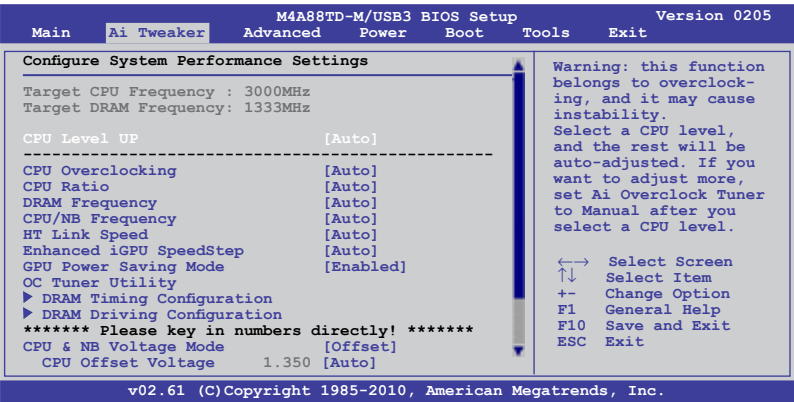 M4A88TD-M/USB3 BIOS Setup Version 0205
Main Ai Tweaker Advanced Power Boot Tools Exit
Configure System Performance Settings
Target CPU Frequency : 3000MHz
Target DRAM Frequency: 1333MHz
CPU Level UP [Auto]
------------------------------------------------
CPU Overclocking [Auto]
CPU Ratio [Auto]
DRAM Frequency [Auto]
CPU/NB Frequency [Auto]
HT Link Speed [Auto]
Enhanced iGPU SpeedStep [Auto]
GPU Power Saving Mode [Enabled]
OC Tuner Utility
DRAM Timing Configuration
DRAM Driving Configuration
******* Please key in numbers directly! *******
CPU & NB Voltage Mode [Offset]
CPU Offset Voltage 1.350 [Auto]
Warning: this function
belongs to overclock-
ing, and it may cause
instability.
Select a CPU level,
and the rest will be
auto-adjusted. If you
want to adjust more,
set Ai Overclock Tuner
to Manual after you
select a CPU level.
←→ Select Screen
↑↓ Select Item
+- Change Option
F1 General Help
F10 Save and Exit
ESC Exit
v02.61 (C)Copyright 1985-2010, American Megatrends, Inc.